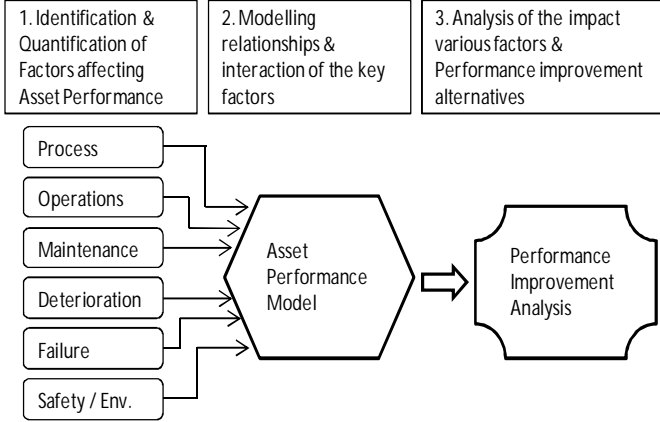 1. Identification &
Quantification of
Factors affecting
Asset Performance
2. Modelling
relationships &
interaction of the key
factors
3. Analysis of the impact
various factors &
Performance improvement
alternatives
Process
Operations
Maintenance
Deterioration
Failure
Safety / Env.
Asset
Performance
Model
Performance
Improvement
Analysis